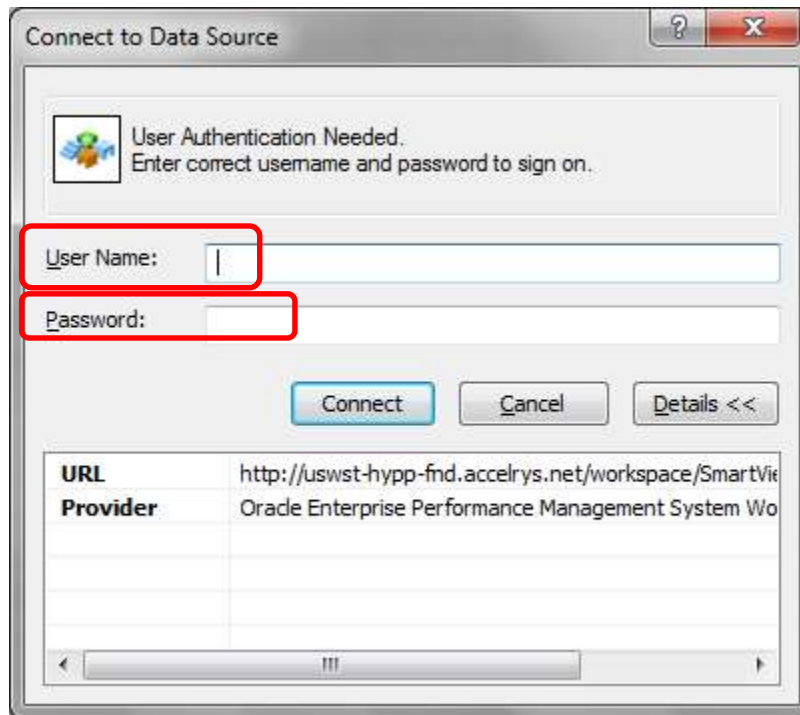 Connect to Data Source
User Authentication Needed.
Enter correct username and password to sign on.
User Name:
Password:
Connect Cancel Details <<
URL http://uswst-hypp-fnd.accelrys.net/workspace/SmartVie
Provider Oracle Enterprise Performance Management System Wo